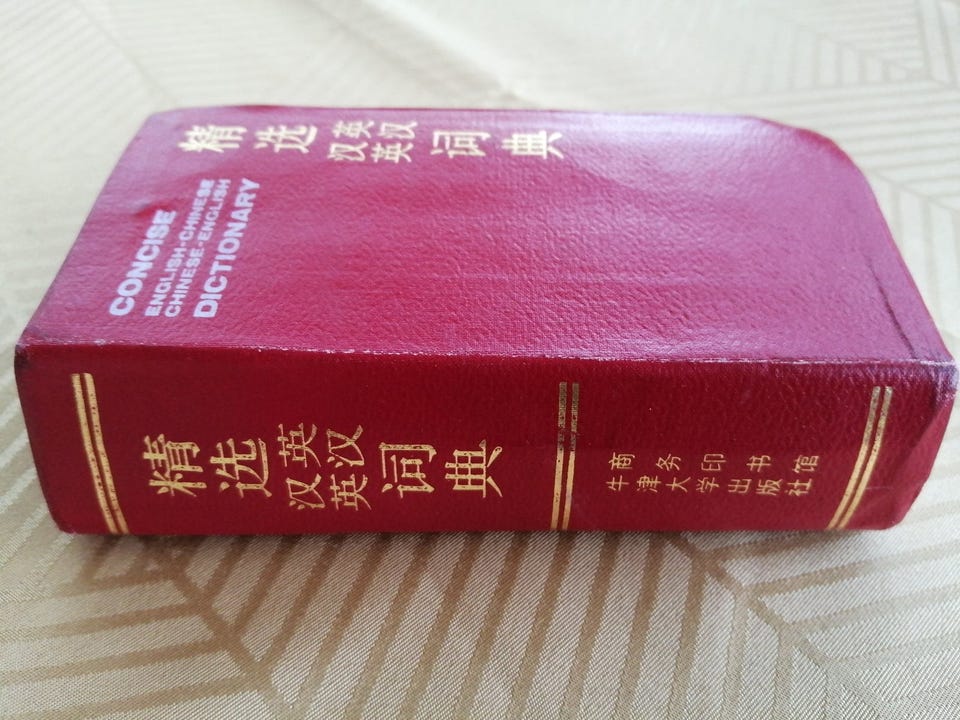 精选 英汉 汉英 词典
CONCISE
ENGLISH-CHINESE
CHINESE-ENGLISH
DICTIONARY
精选 英汉 汉英 词典
商务印书馆
牛津大学出版社